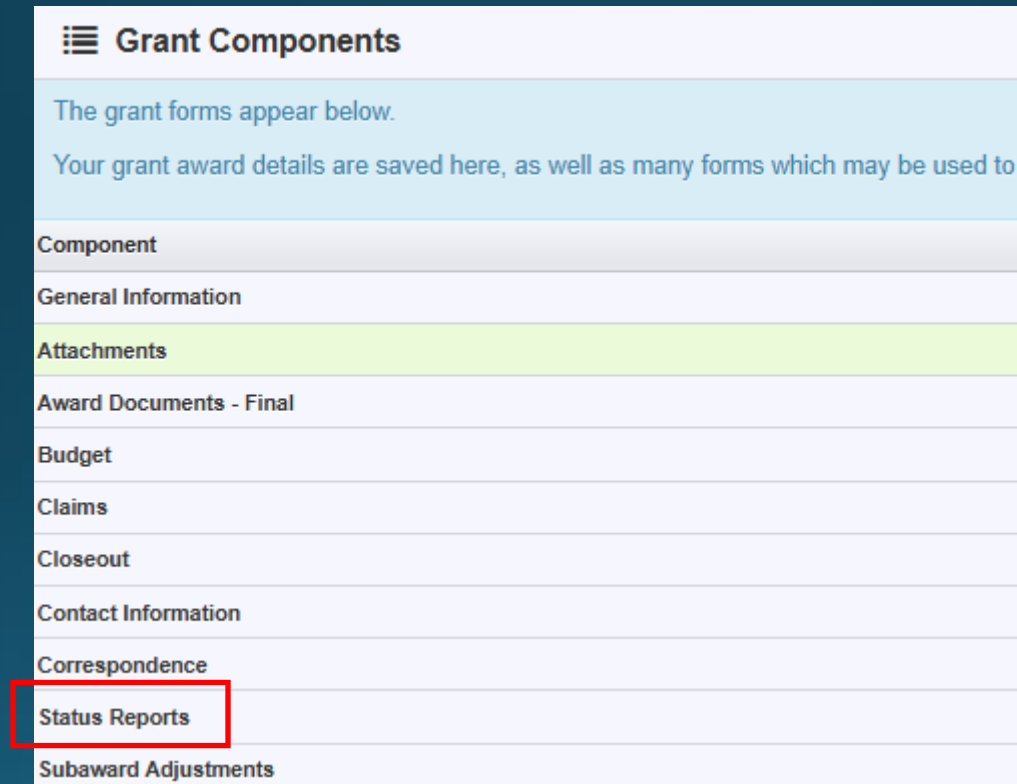 Grant Components
The grant forms appear below.
Your grant award details are saved here, as well as many forms which may be used to
Component
General Information
Attachments
Award Documents - Final
Budget
Claims
Closeout
Contact Information
Correspondence
Status Reports
Subaward Adjustments